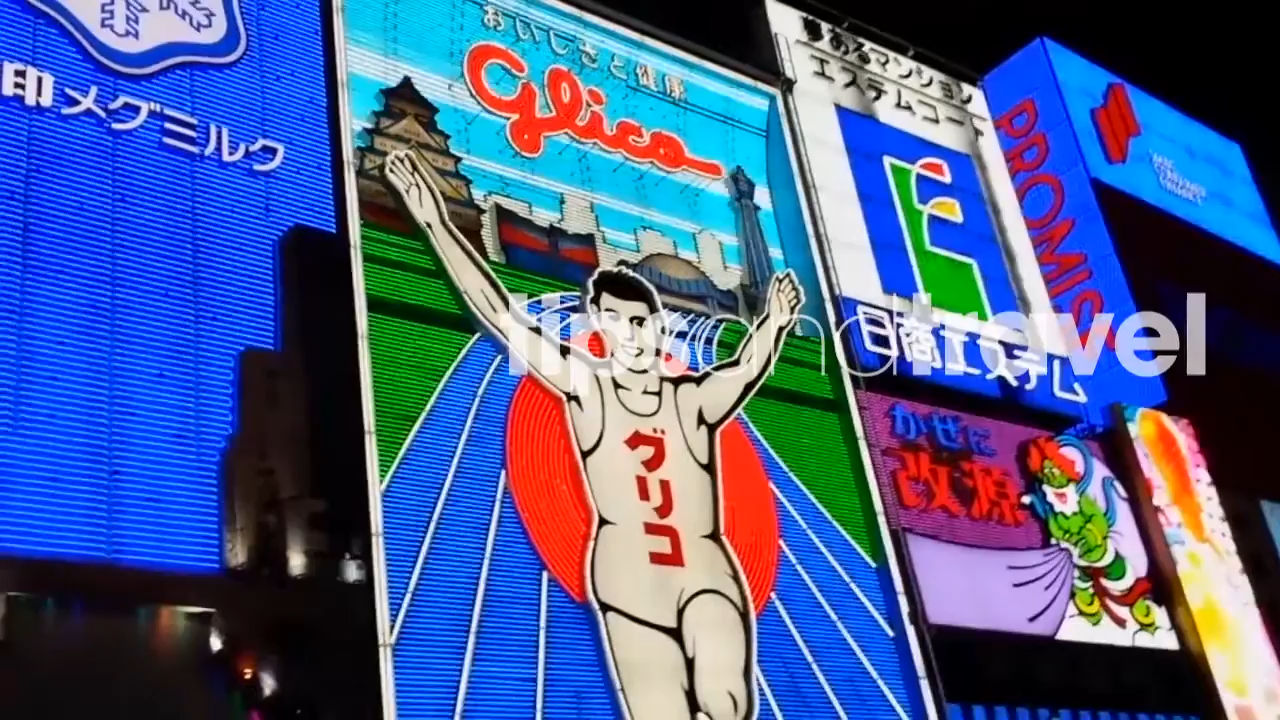 印メグミルク
おいしさと健康
Glico
グリコ
夢あるマンション
エステムコート
日商エステム
PROMISE
かぜに
改源
tipsandtravel